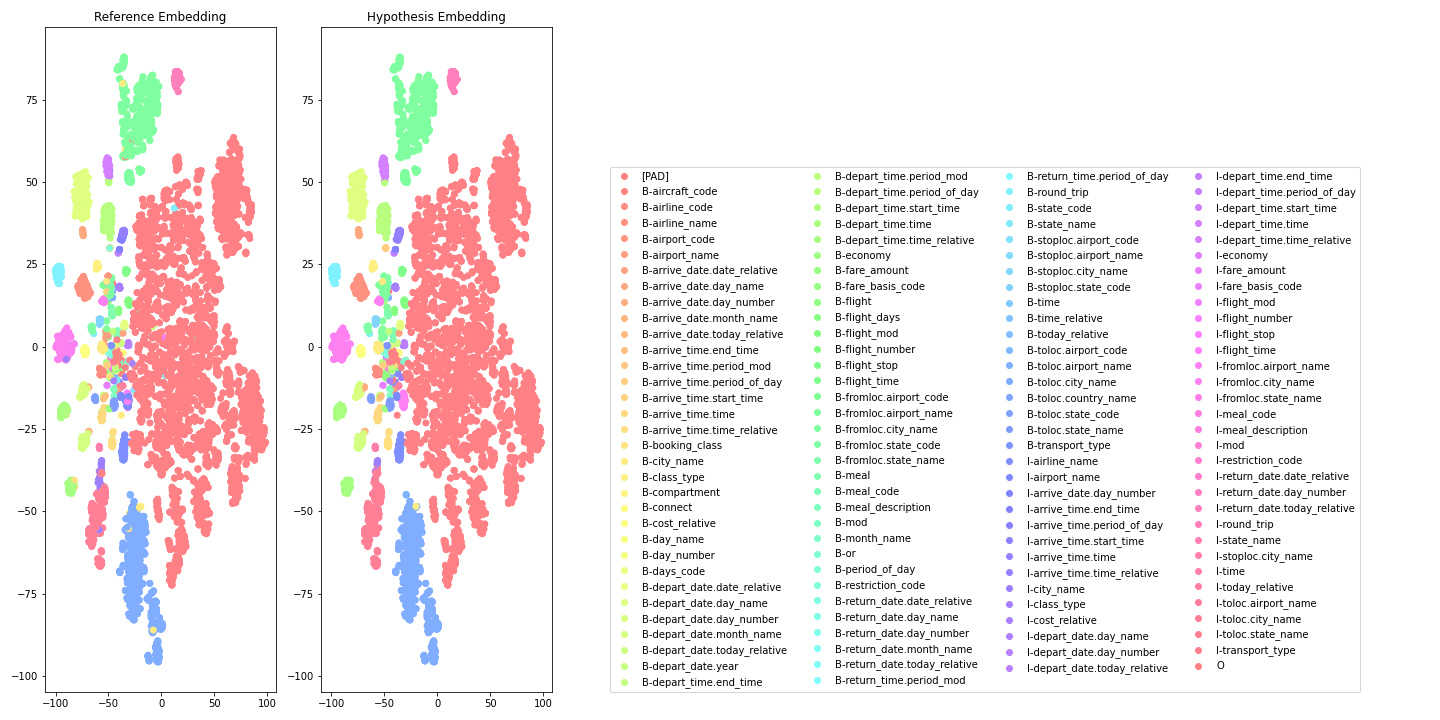 Reference Embedding
75
50
25
0
−25
−50
−75
−100
−100
−50
0
50
100
Hypothesis Embedding
75
50
25
0
−25
−50
−75
−100
−100
−50
0
50
100
[PAD]
B-aircraft_code
B-airline_code
B-airline_name
B-airport_code
B-airport_name
B-arrive_date.date_relative
B-arrive_date.day_name
B-arrive_date.day_number
B-arrive_date.month_name
B-arrive_date.today_relative
B-arrive_time.end_time
B-arrive_time.period_mod
B-arrive_time.period_of_day
B-arrive_time.start_time
B-arrive_time.time
B-arrive_time.time_relative
B-booking_class
B-city_name
B-class_type
B-compartment
B-connect
B-cost_relative
B-day_name
B-day_number
B-days_code
B-depart_date.date_relative
B-depart_date.day_name
B-depart_date.day_number
B-depart_date.month_name
B-depart_date.today_relative
B-depart_date.year
B-depart_time.end_time
B-depart_time.period_mod
B-depart_time.period_of_day
B-depart_time.start_time
B-depart_time.time
B-depart_time.time_relative
B-economy
B-fare_amount
B-fare_basis_code
B-flight
B-flight_days
B-flight_mod
B-flight_number
B-flight_stop
B-flight_time
B-fromloc.airport_code
B-fromloc.airport_name
B-fromloc.city_name
B-fromloc.state_code
B-fromloc.state_name
B-meal
B-meal_code
B-meal_description
B-mod
B-month_name
B-or
B-period_of_day
B-restriction_code
B-return_date.date_relative
B-return_date.day_name
B-return_date.day_number
B-return_date.month_name
B-return_date.today_relative
B-return_time.period_mod
B-return_time.period_of_day
B-round_trip
B-state_code
B-state_name
B-stoploc.airport_code
B-stoploc.airport_name
B-stoploc.city_name
B-stoploc.state_code
B-time
B-time_relative
B-today_relative
B-toloc.airport_code
B-toloc.airport_name
B-toloc.city_name
B-toloc.country_name
B-toloc.state_code
B-toloc.state_name
B-transport_type
I-airline_name
I-airport_name
I-arrive_date.day_number
I-arrive_time.end_time
I-arrive_time.period_of_day
I-arrive_time.start_time
I-arrive_time.time
I-arrive_time.time_relative
I-city_name
I-class_type
I-cost_relative
I-depart_date.day_name
I-depart_date.day_number
I-depart_date.today_relative
I-depart_time.end_time
I-depart_time.period_of_day
I-depart_time.start_time
I-depart_time.time
I-depart_time.time_relative
I-economy
I-fare_amount
I-fare_basis_code
I-flight_mod
I-flight_number
I-flight_stop
I-flight_time
I-fromloc.airport_name
I-fromloc.city_name
I-fromloc.state_name
I-meal_code
I-meal_description
I-mod
I-restriction_code
I-return_date.date_relative
I-return_date.day_number
I-return_date.today_relative
I-round_trip
I-state_name
I-stoploc.city_name
I-time
I-today_relative
I-toloc.airport_name
I-toloc.city_name
I-toloc.state_name
I-transport_type
O